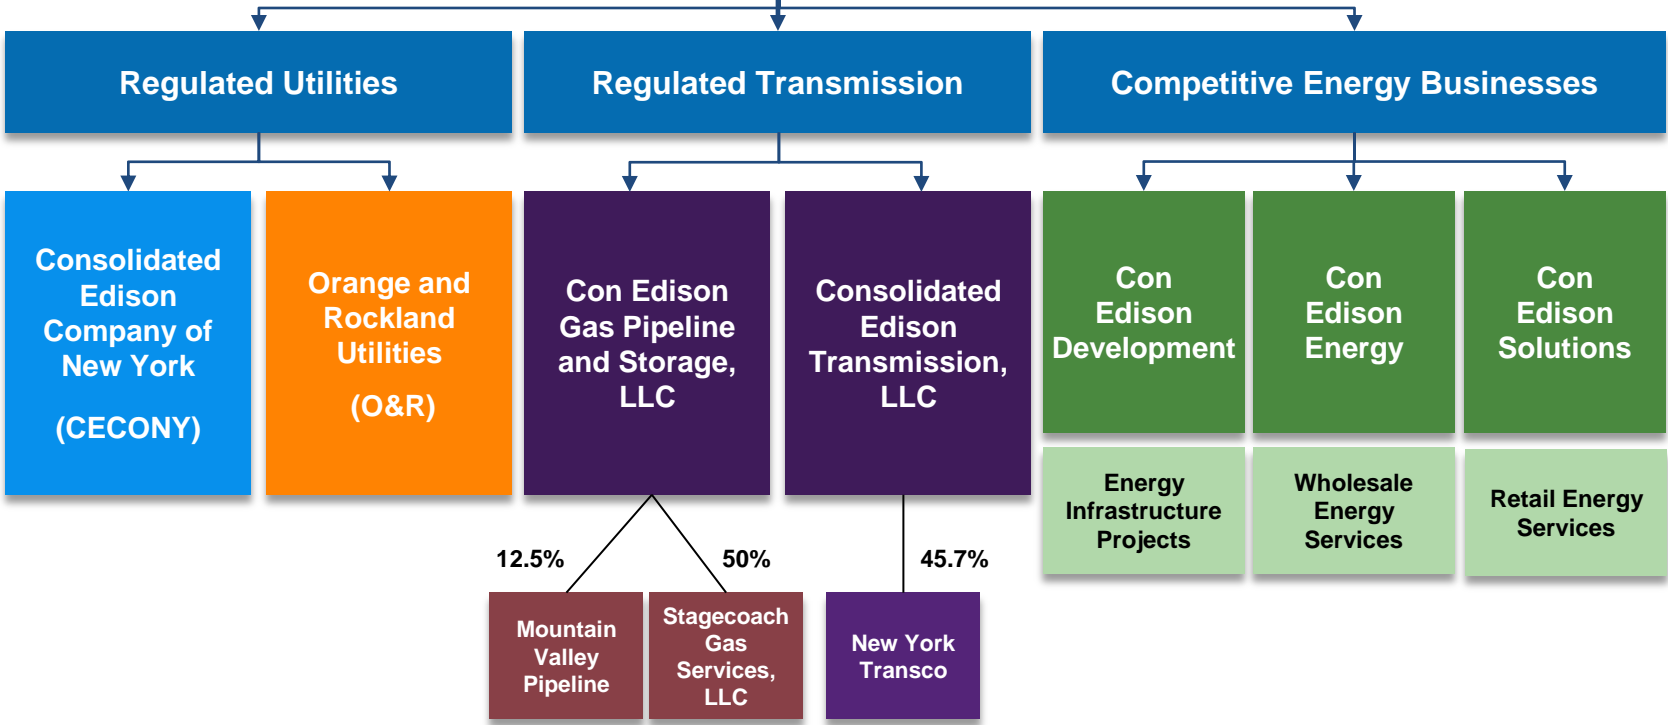 Regulated Utilities
Regulated Transmission
Competitive Energy Businesses
Consolidated
Edison
Company of
New York
(CECONY)
Orange and
Rockland
Utilities
(O&R)
Con Edison
Gas Pipeline
and Storage,
LLC
Consolidated
Edison
Transmission,
LLC
Con
Edison
Development
Con
Edison
Energy
Con
Edison
Solutions
Energy
Infrastructure
Projects
Wholesale
Energy
Services
Retail Energy
Services
12.5%
50%
45.7%
Mountain
Valley
Pipeline
Stagecoach
Gas
Services,
LLC
New York
Transco